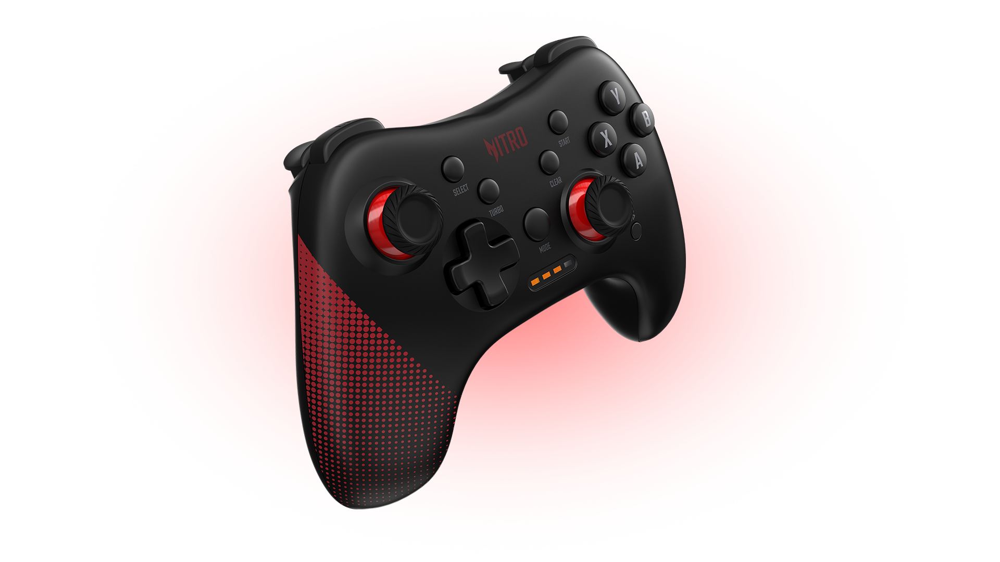 NITRO
START
SELECT
CLEAR
TURBO
MODE
Y
B
X
A